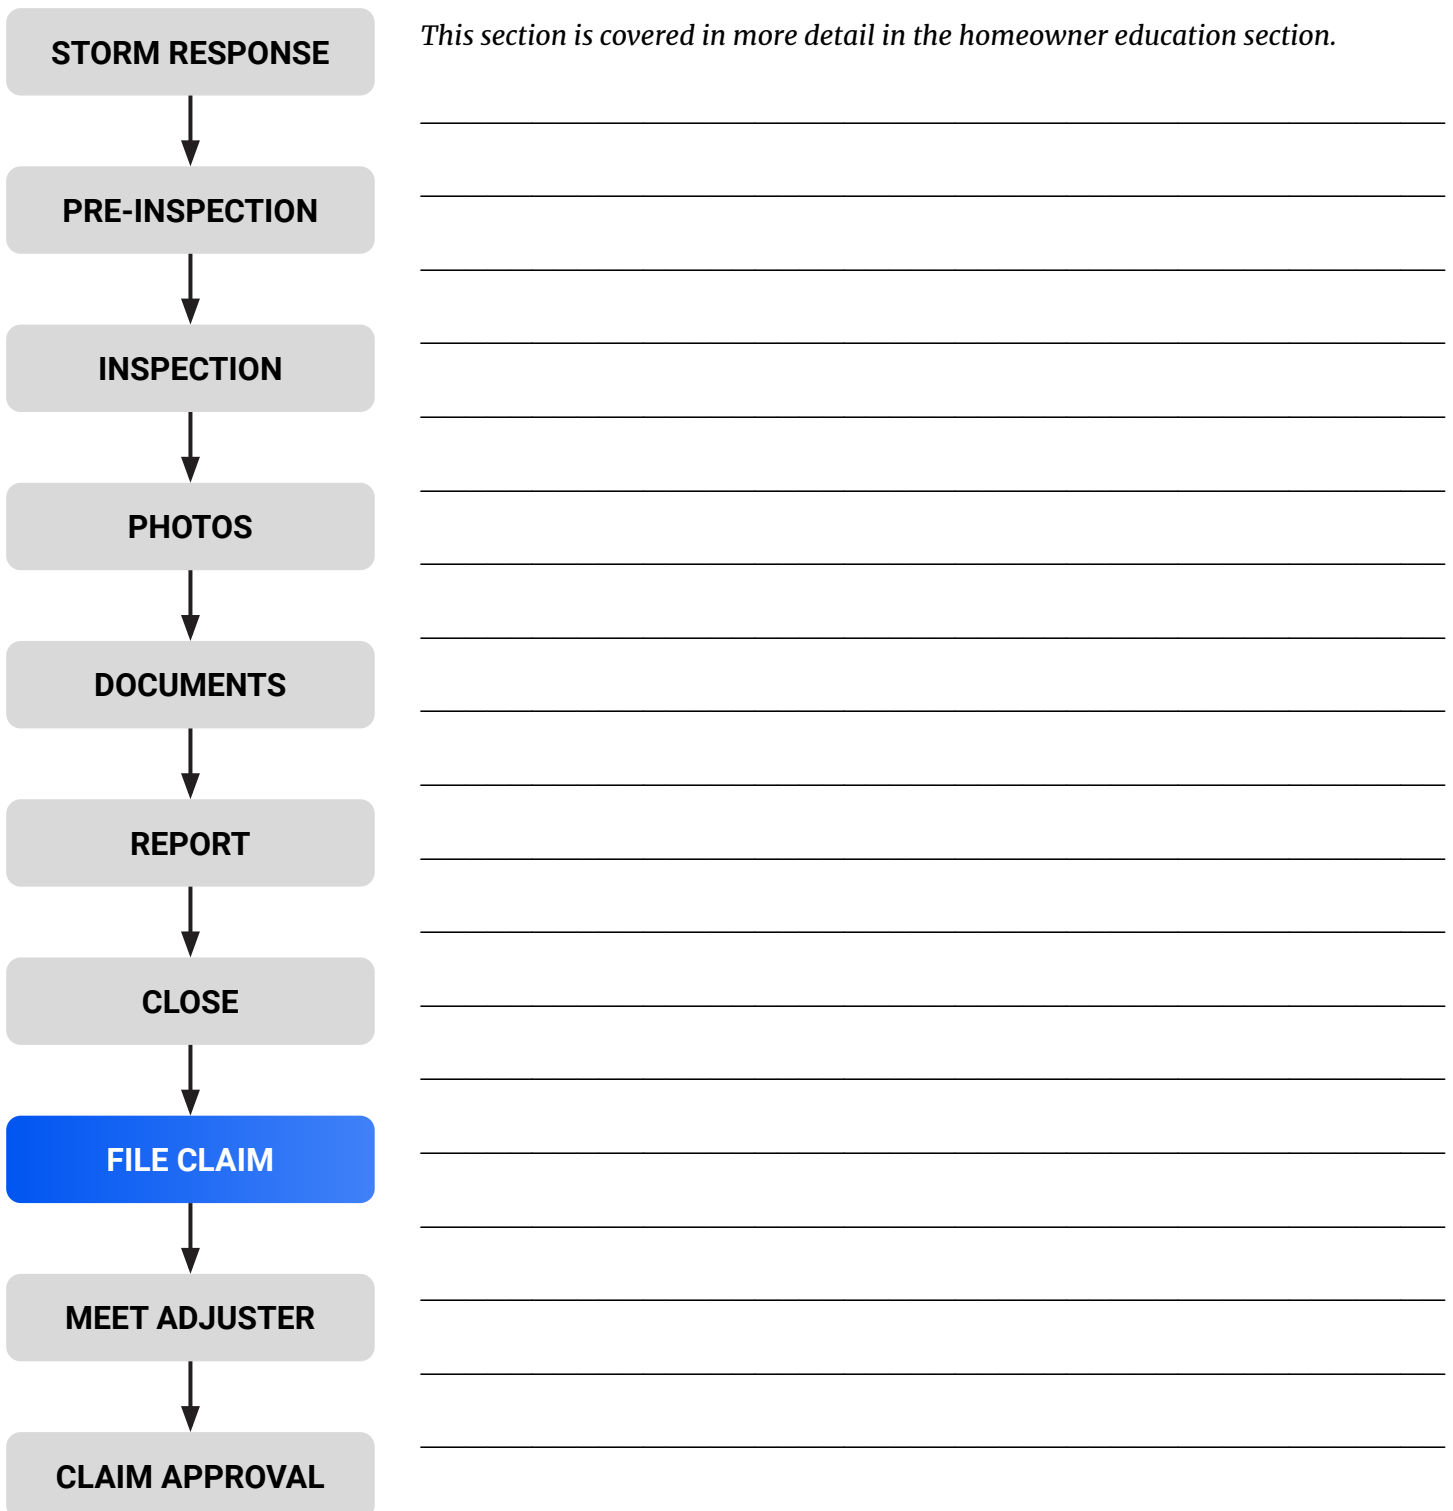 STORM RESPONSE
This section is covered in more detail in the homeowner education section.
PRE-INSPECTION
INSPECTION
PHOTOS
DOCUMENTS
REPORT
CLOSE
FILE CLAIM
MEET ADJUSTER
CLAIM APPROVAL